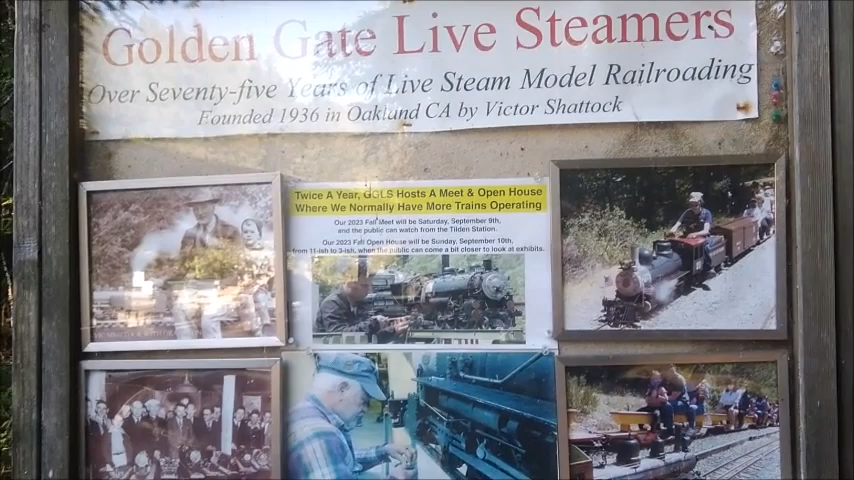 Golden Gate Live Steamers
Over Seventy-five Years of Live Steam Model Railroading
Founded 1936 in Oakland CA by Victor Shattock
Twice A Year, GGLS Hosts A Meet & Open House
Where We Normally Have More Trains Operating
Our 2023 Fall Meet will be Saturday, September 9th,
and the public can watch from the Tilden Station.
Our 2023 Fall Open House will be Sunday, September 10th,
from 11-ish to 3-ish, when the public can come a bit closer to look at exhibits.